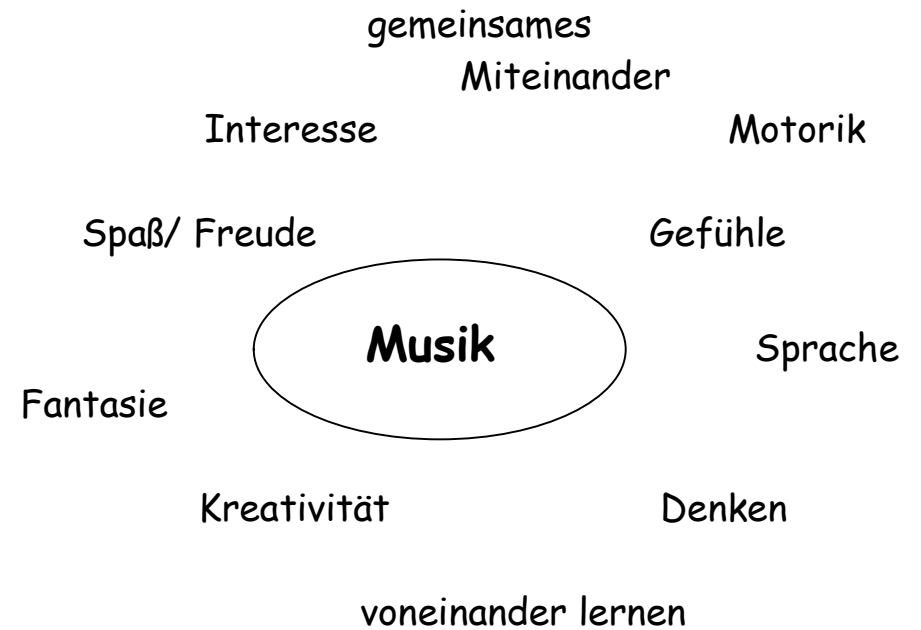 gemeinsames
Miteinander
Interesse
Motorik
Spaß/ Freude
Gefühle
Musik
Sprache
Fantasie
Kreativität
Denken
voneinander lernen